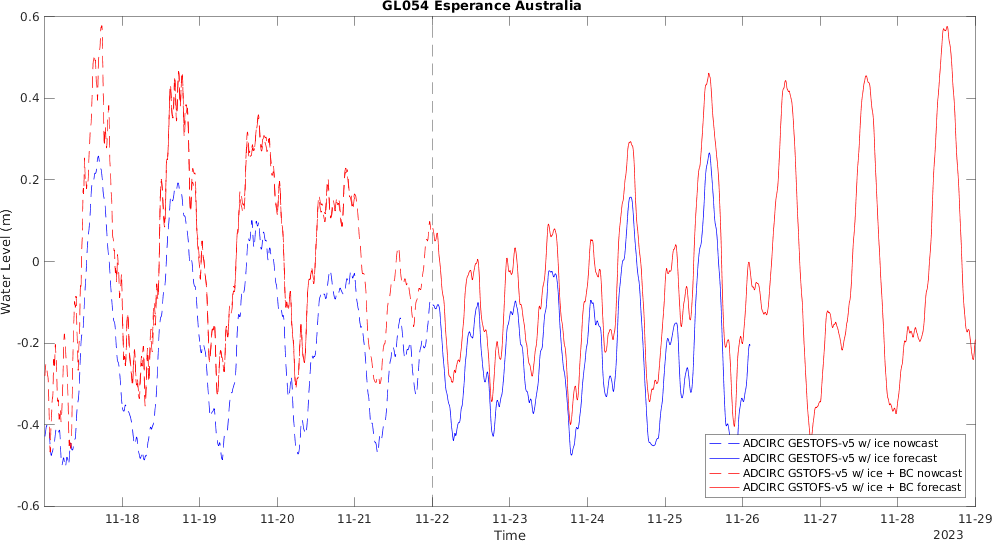 GL054 Esperance Australia
0.6
0.4
0.2
0
-0.2
-0.4
-0.6
Water Level (m)
ADCIRC GESTOFS-v5 w/ ice nowcast
ADCIRC GESTOFS-v5 w/ ice forecast
ADCIRC GSTOFS-v5 w/ ice + BC nowcast
ADCIRC GSTOFS-v5 w/ ice + BC forecast
11-18 11-19 11-20 11-21 11-22 11-23 11-24 11-25 11-26 11-27 11-28 11-29
Time
2023